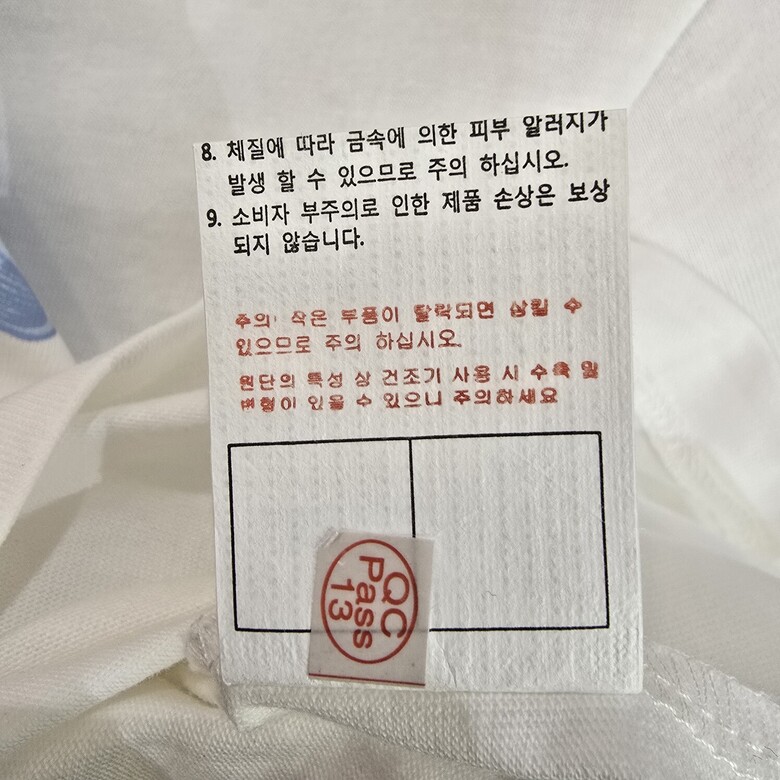 8. 체질에 따라 금속에 의한 피부 알러지가
발생 할 수 있으므로 주의 하십시오.
9. 소비자 부주의로 인한 제품 손상은 보상
되지 않습니다.
주의! 작은 부품이 탈락되면 삼킬 수
있으므로 주의 하십시오.
원단의 특성 상 건조기 사용 시 수축 및
변형이 있을 수 있으니 주의하세요
QC
Pass
13